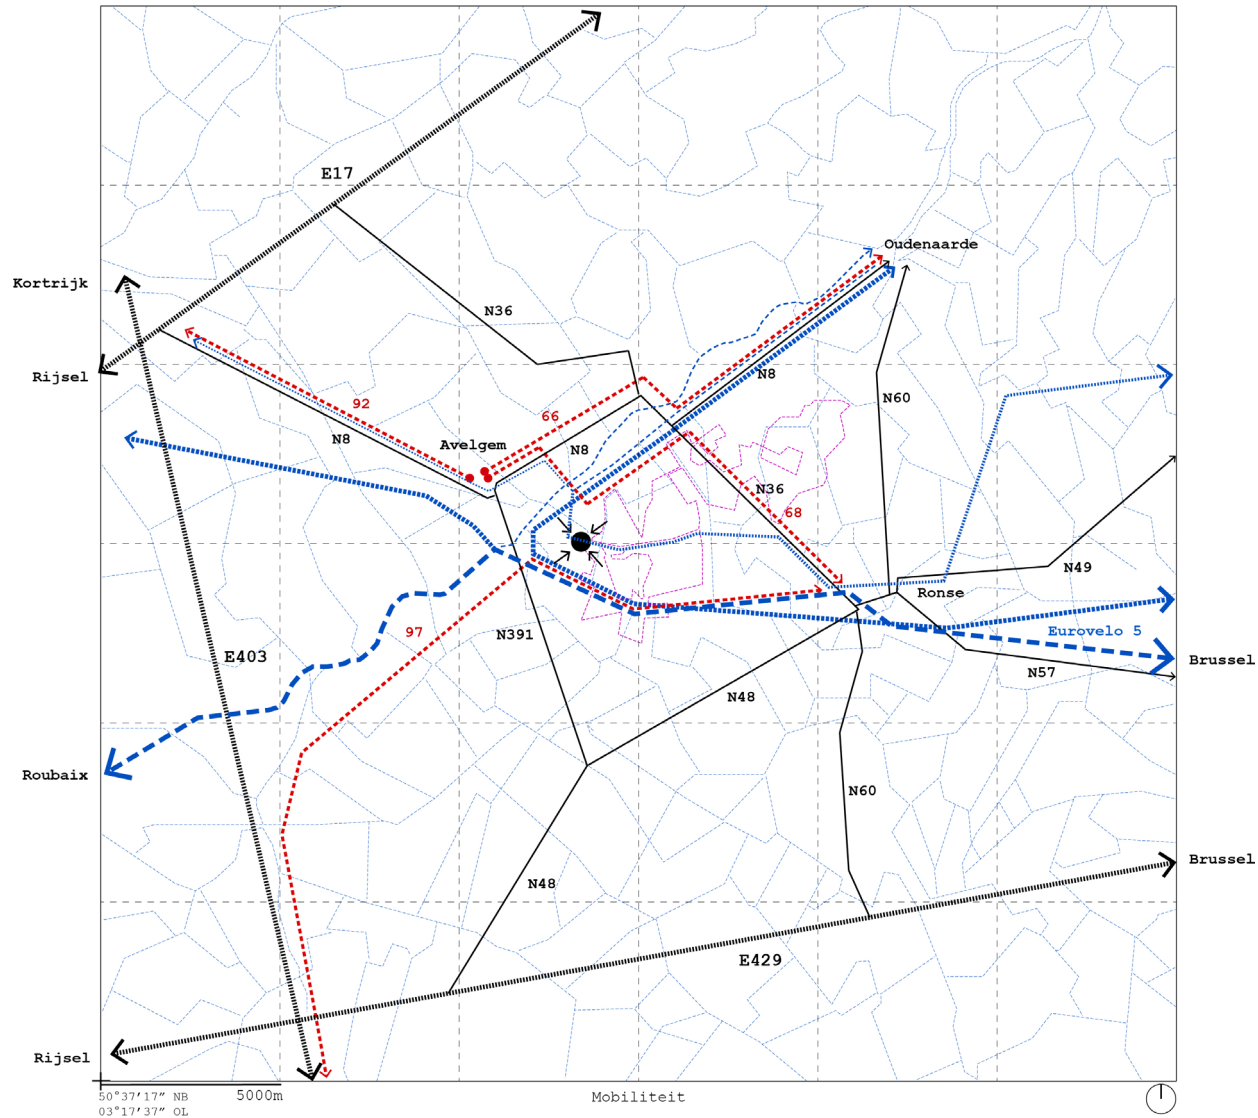 E17
Oudenaarde
Kortrijk
N36
Rijsel
N8
N60
92
66
N8
Avelgem
N8
N36
68
N49
Ronse
97
N391
Eurovelo 5
E403
Brussel
N57
N48
Roubaix
N60
Brussel
N48
E429
Rijsel
5000m
Mobiliteit
50°37'17″ NB
03°17'37″ OL